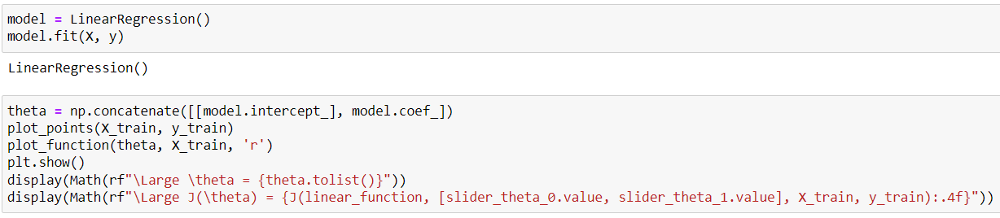 model = LinearRegression()
model.fit(X, y)
LinearRegression()
theta = np.concatenate([[model.intercept_], model.coef_])
plot_points(X_train, y_train)
plot_function(theta, X_train, 'r')
plt.show()
display(Math(rf"\Large \theta = {theta.tolist()}"))
display(Math(rf"\Large J(\theta) = {J(linear_function, [slider_theta_0.value, slider_theta_1.value], X_train, y_train):.4f}"))